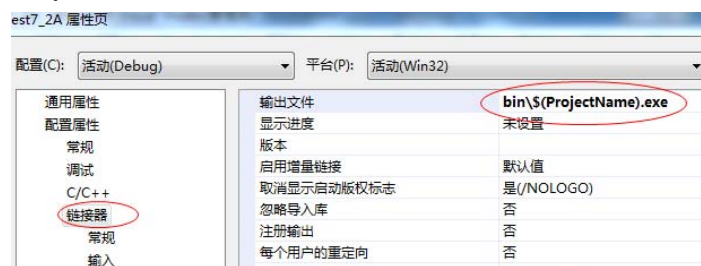 est7_2A 属性页
配置(C): 活动(Debug) 平台(P): 活动(Win32)
通用属性
配置属性
常规
调试
C/C++
链接器
常规
输入
输出文件 bin\$(ProjectName).exe
显示进度 未设置
版本
启用增量链接 默认值
取消显示启动版权标志 是(/NOLOGO)
忽略导入库 否
注册输出 否
每个用户的重定向 否